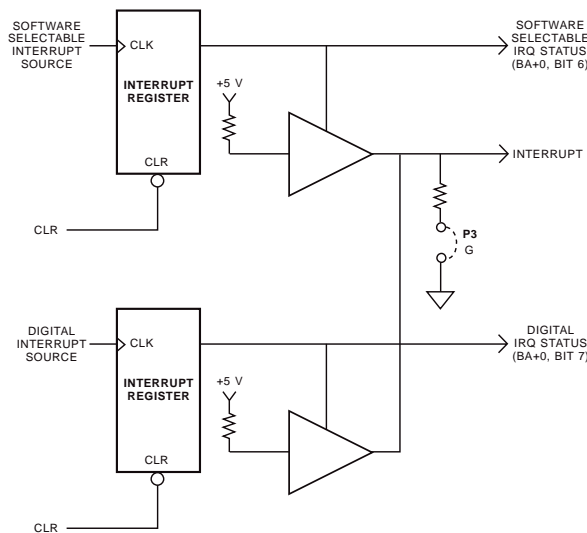 SOFTWARE
SELECTABLE
INTERRUPT
SOURCE
CLK
INTERRUPT
REGISTER
CLR
CLR
+5 V
SOFTWARE
SELECTABLE
IRQ STATUS
(BA+0, BIT 6)
INTERRUPT
P3
G
DIGITAL
INTERRUPT
SOURCE
CLK
INTERRUPT
REGISTER
CLR
CLR
+5 V
DIGITAL
IRQ STATUS
(BA+0, BIT 7)